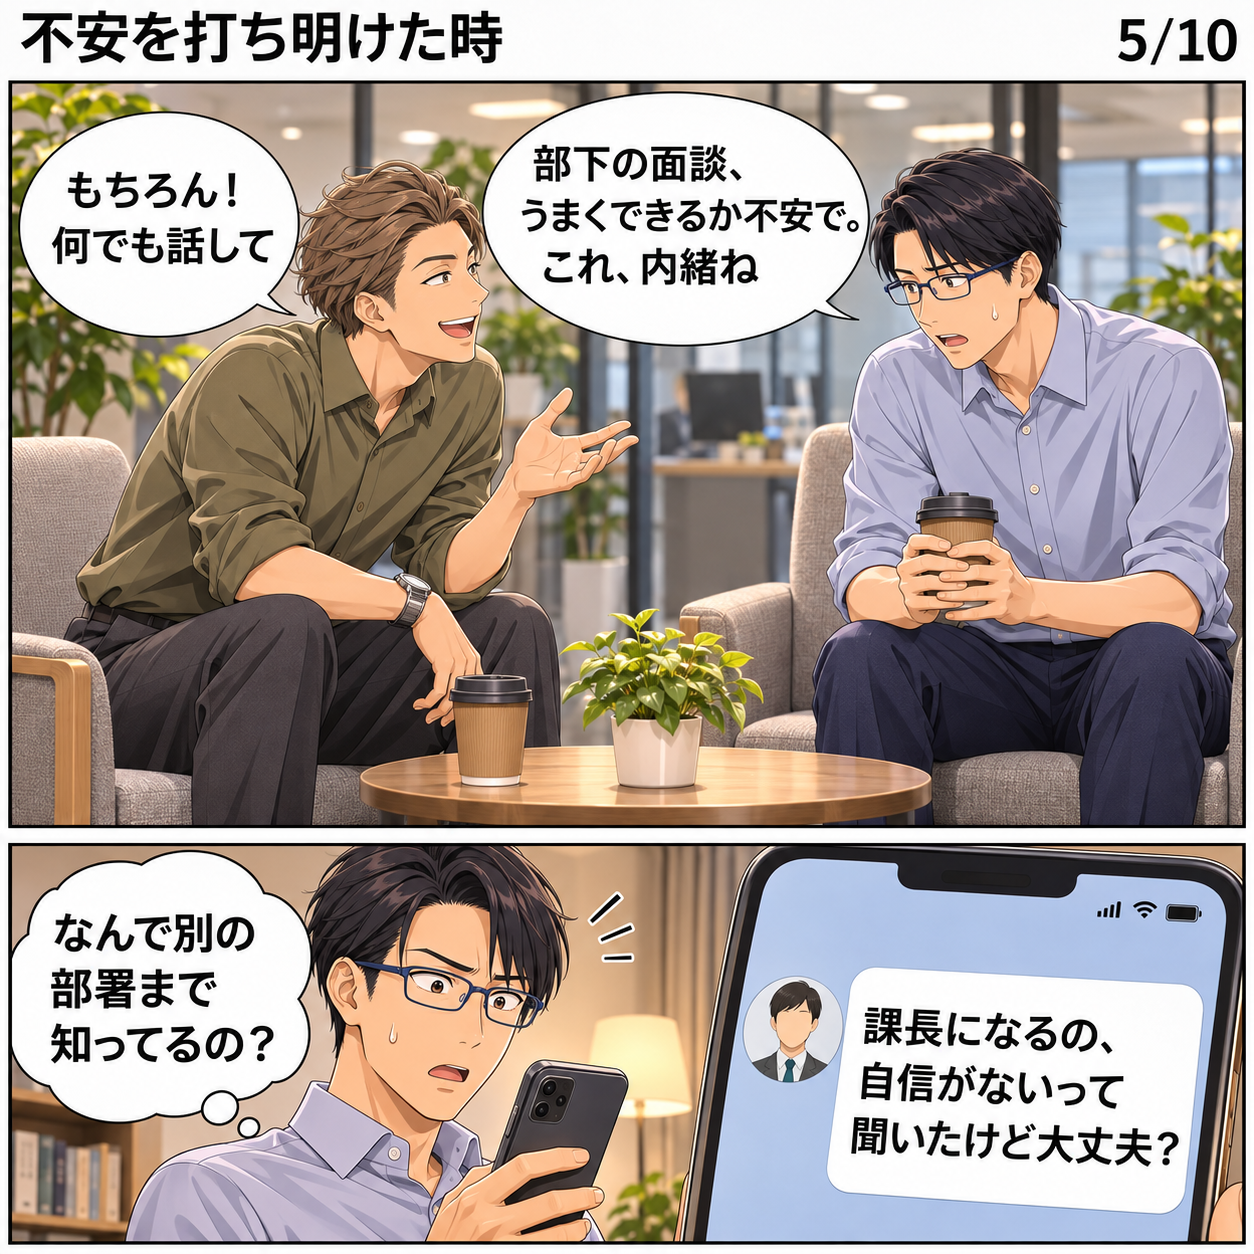 不安を打ち明けた時
5/10
もちろん！
何でも話して
部下の面談、
うまくできるか不安で。
これ、内緒ね
なんで別の
部署まで
知ってるの？
課長になるの、
自信がないって
聞いたけど大丈夫？